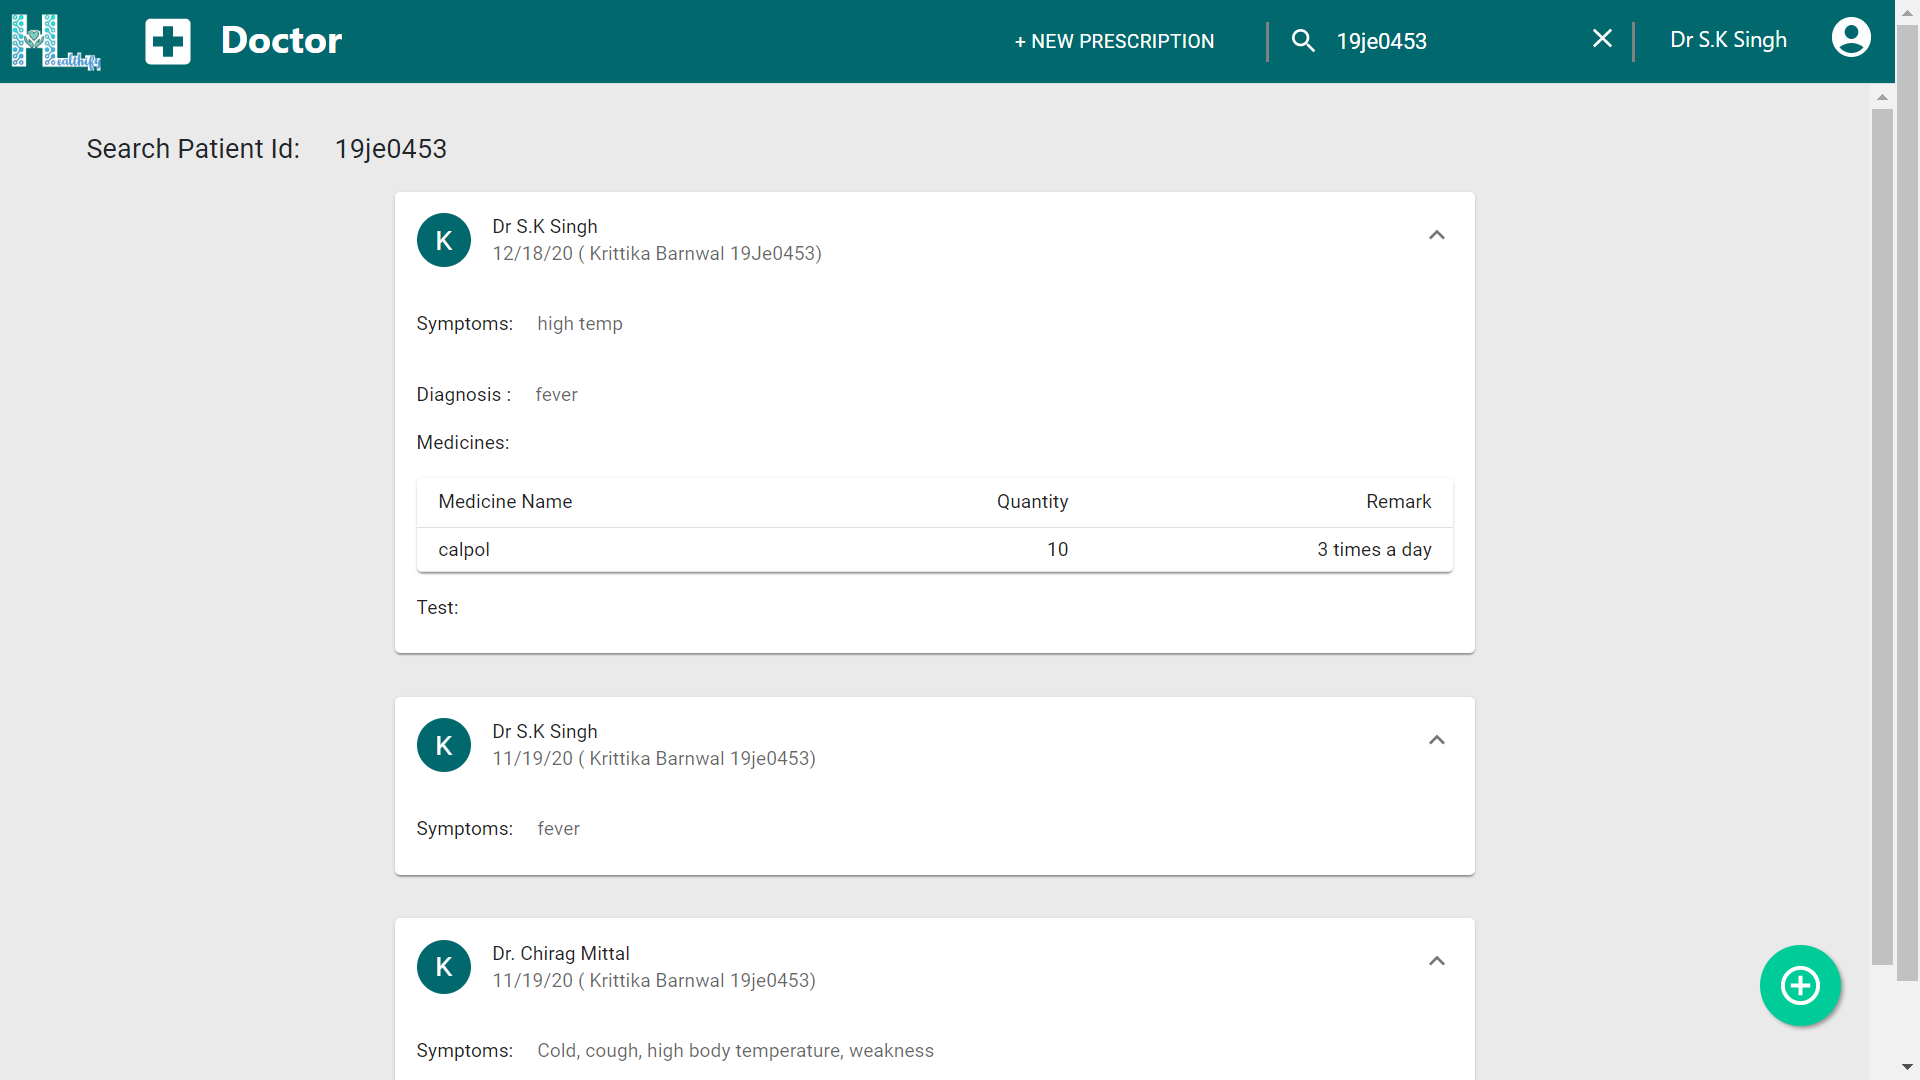 Healthify
Doctor
+ NEW PRESCRIPTION
19je0453
Dr S.K Singh
Search Patient Id: 19je0453
K
Dr S.K Singh
12/18/20 ( Krittika Barnwal 19Je0453)
Symptoms: high temp
Diagnosis : fever
Medicines:
Medicine Name Quantity Remark
calpol 10 3 times a day
Test:
K
Dr S.K Singh
11/19/20 ( Krittika Barnwal 19je0453)
Symptoms: fever
K
Dr. Chirag Mittal
11/19/20 ( Krittika Barnwal 19je0453)
Symptoms: Cold, cough, high body temperature, weakness